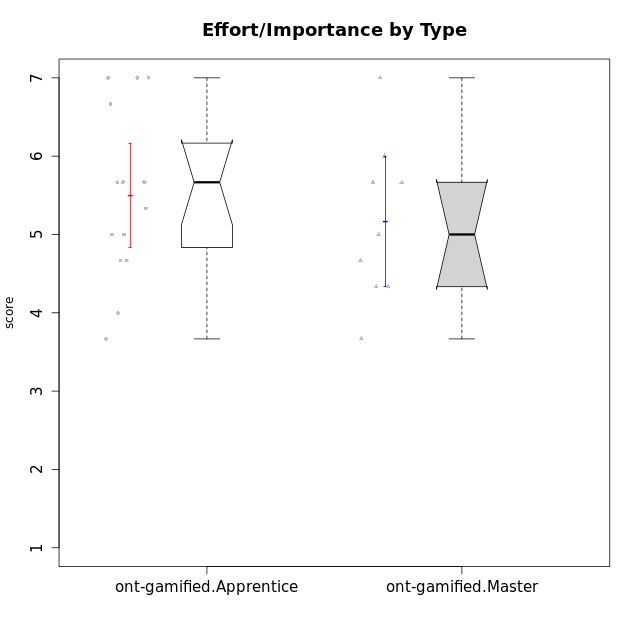 Effort/Importance by Type
7
6
5
4
3
2
1
score
ont-gamified.Apprentice
ont-gamified.Master